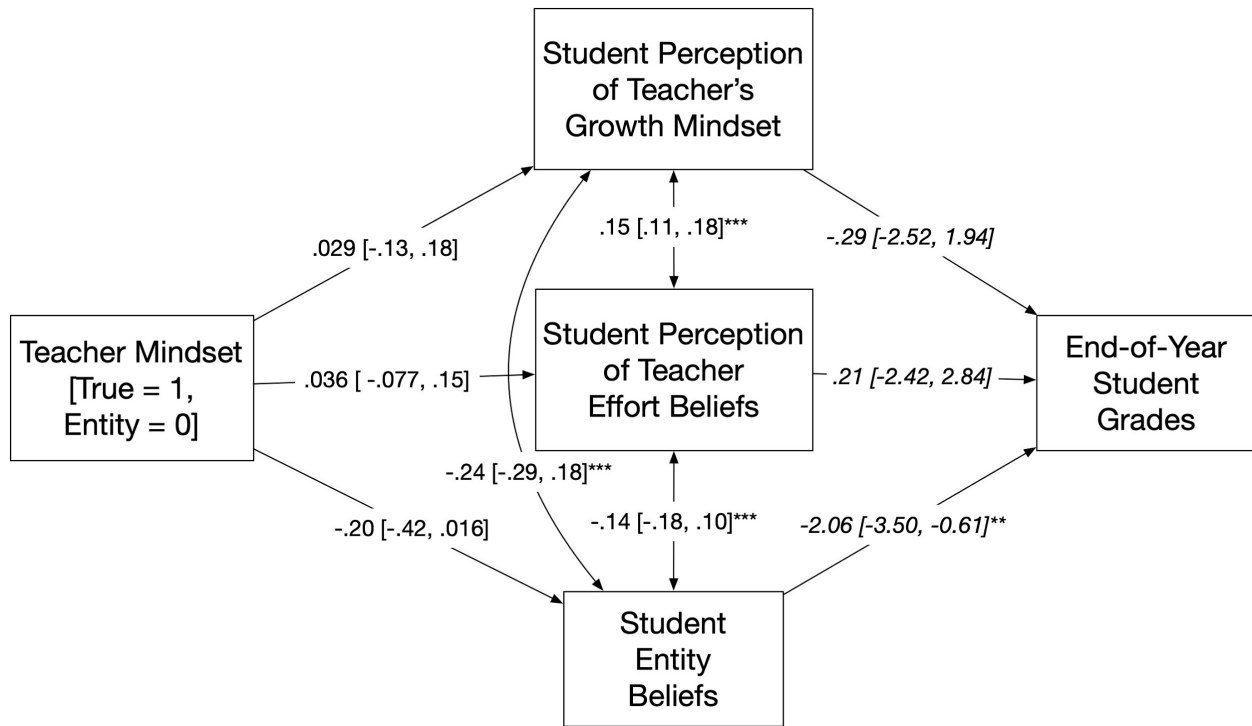 Student Perception
of Teacher’s
Growth Mindset
.15 [.11, .18]***
-.29 [-2.52, 1.94]
.029 [-.13, .18]
Teacher Mindset
[True = 1,
Entity = 0]
.036 [ -.077, .15]
Student Perception
of Teacher
Effort Beliefs
.21 [-2.42, 2.84]
End-of-Year
Student
Grades
-.24 [-.29, .18]***
-.20 [-.42, .016]
-.14 [-.18, .10]***
-2.06 [-3.50, -0.61]**
Student
Entity
Beliefs